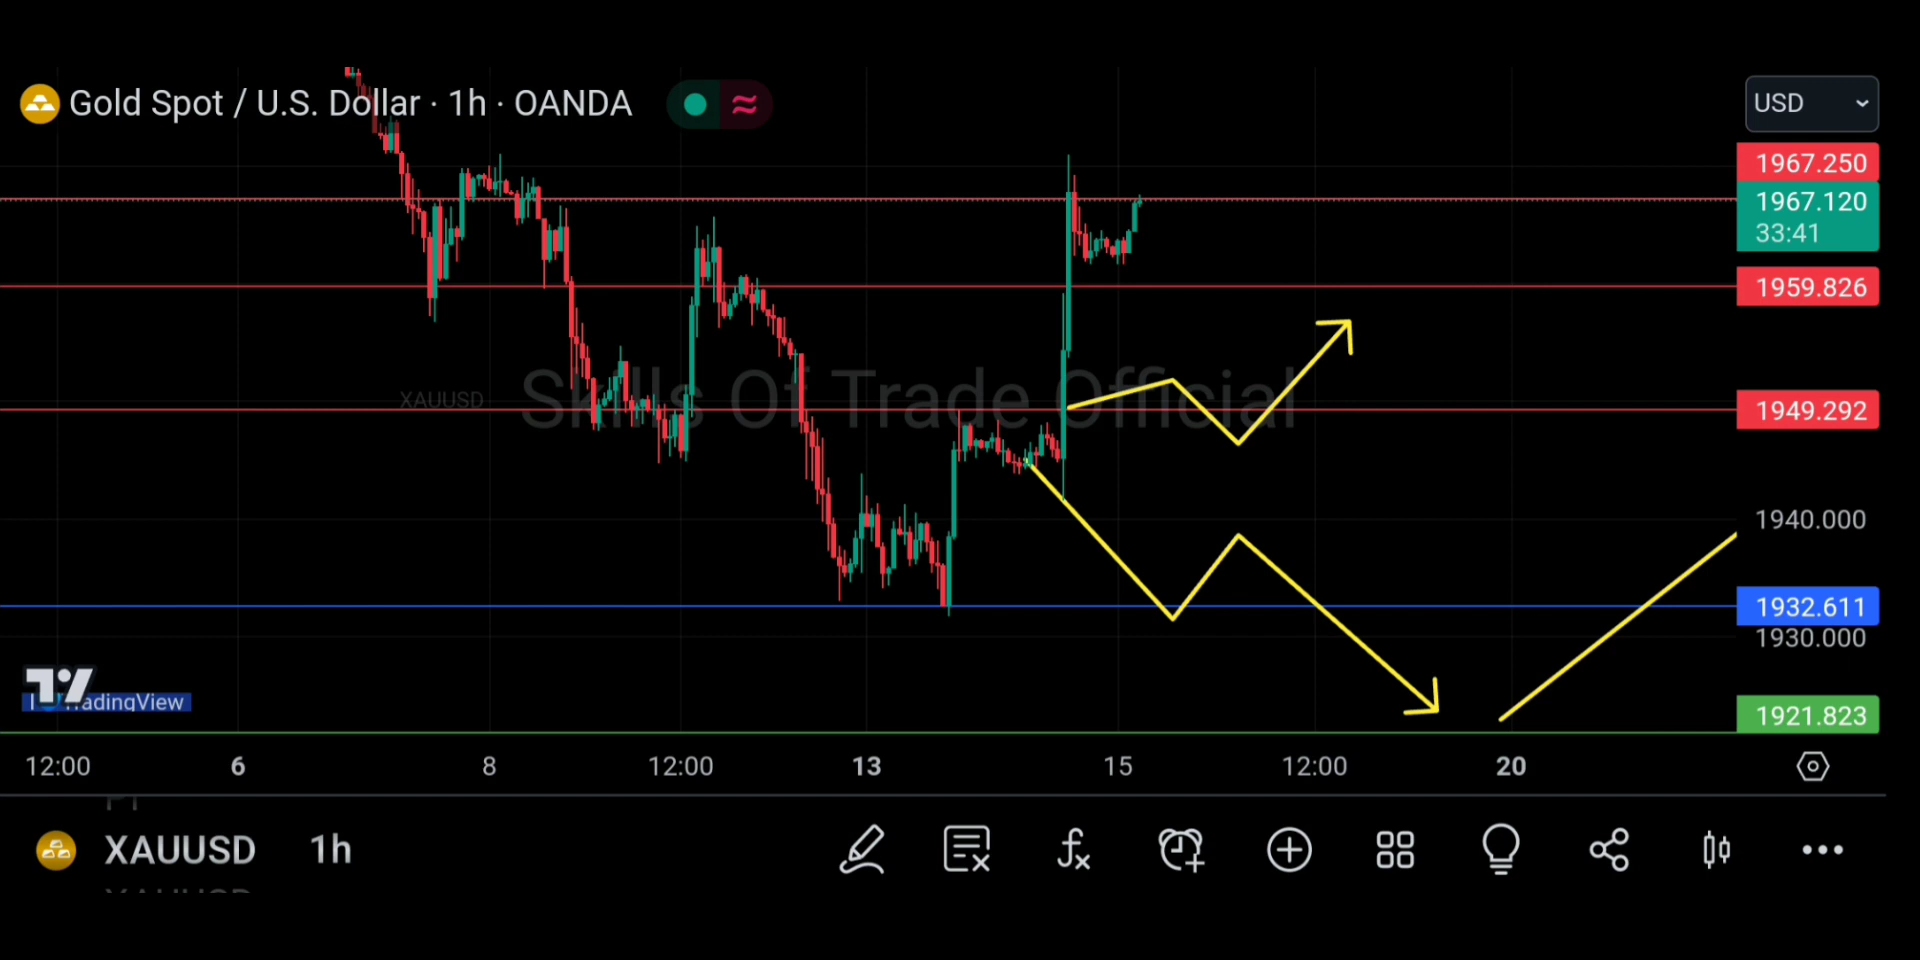 Gold Spot / U.S. Dollar · 1h · OANDA
USD
1967.250
1967.120
33:41
1959.826
XAUUSD
Skills Of Trade Official
1949.292
1940.000
1932.611
1930.000
TradingView
1921.823
12:00 6 8 12:00 13 15 12:00 20
XAUUSD 1h